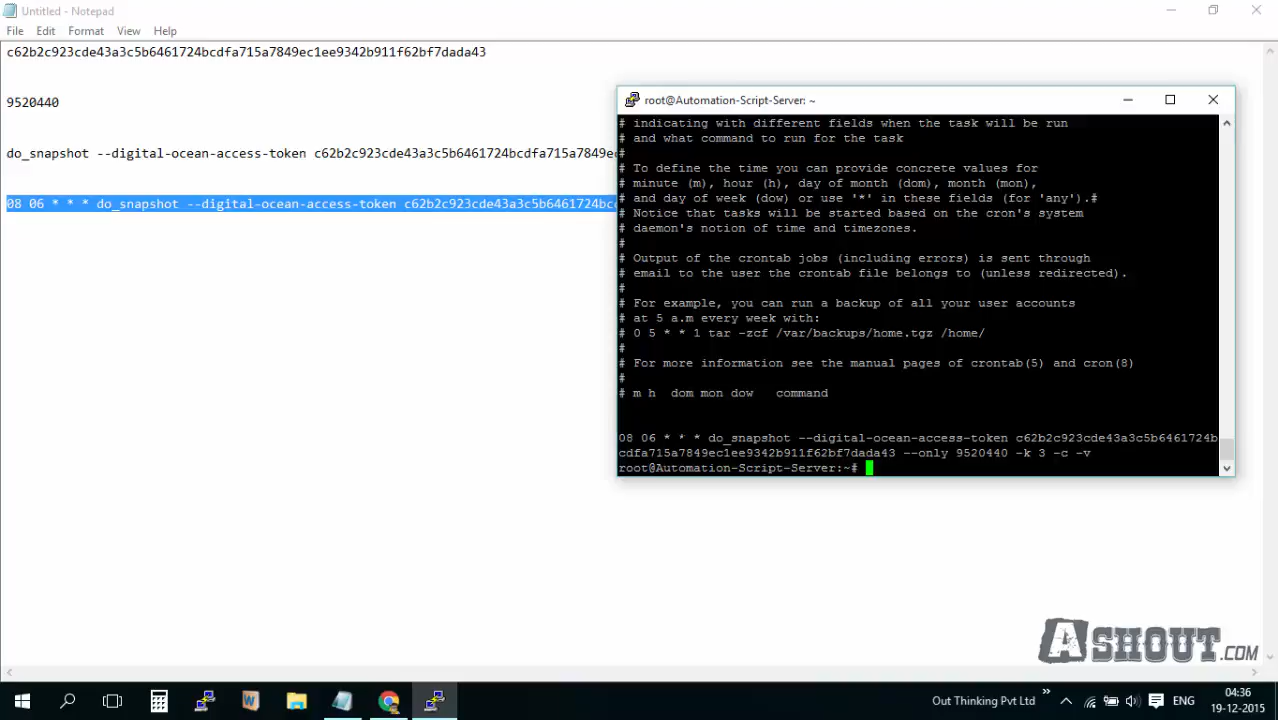 Untitled - Notepad
File Edit Format View Help
c62b2c923cde43a3c5b6461724bcdfa715a7849ec1ee9342b911f62bf7dada43
9520440
do_snapshot --digital-ocean-access-token c62b2c923cde43a3c5b6461724bcdfa715a7849e
08 06 * * * do_snapshot --digital-ocean-access-token c62b2c923cde43a3c5b6461724bc
root@Automation-Script-Server: ~
# indicating with different fields when the task will be run
# and what command to run for the task
#
# To define the time you can provide concrete values for
# minute (m), hour (h), day of month (dom), month (mon),
# and day of week (dow) or use '*' in these fields (for 'any').#
# Notice that tasks will be started based on the cron's system
# daemon's notion of time and timezones.
#
# Output of the crontab jobs (including errors) is sent through
# email to the user the crontab file belongs to (unless redirected).
#
# For example, you can run a backup of all your user accounts
# at 5 a.m every week with:
# 0 5 * * 1 tar -zcf /var/backups/home.tgz /home/
#
# For more information see the manual pages of crontab(5) and cron(8)
#
# m h  dom mon dow   command
08 06 * * * do_snapshot --digital-ocean-access-token c62b2c923cde43a3c5b6461724b
cdfa715a7849ec1ee9342b911f62bf7dada43 --only 9520440 -k 3 -c -v
root@Automation-Script-Server:~#
ASHOUT.COM
Out Thinking Pvt Ltd
ENG
04:36
19-12-2015